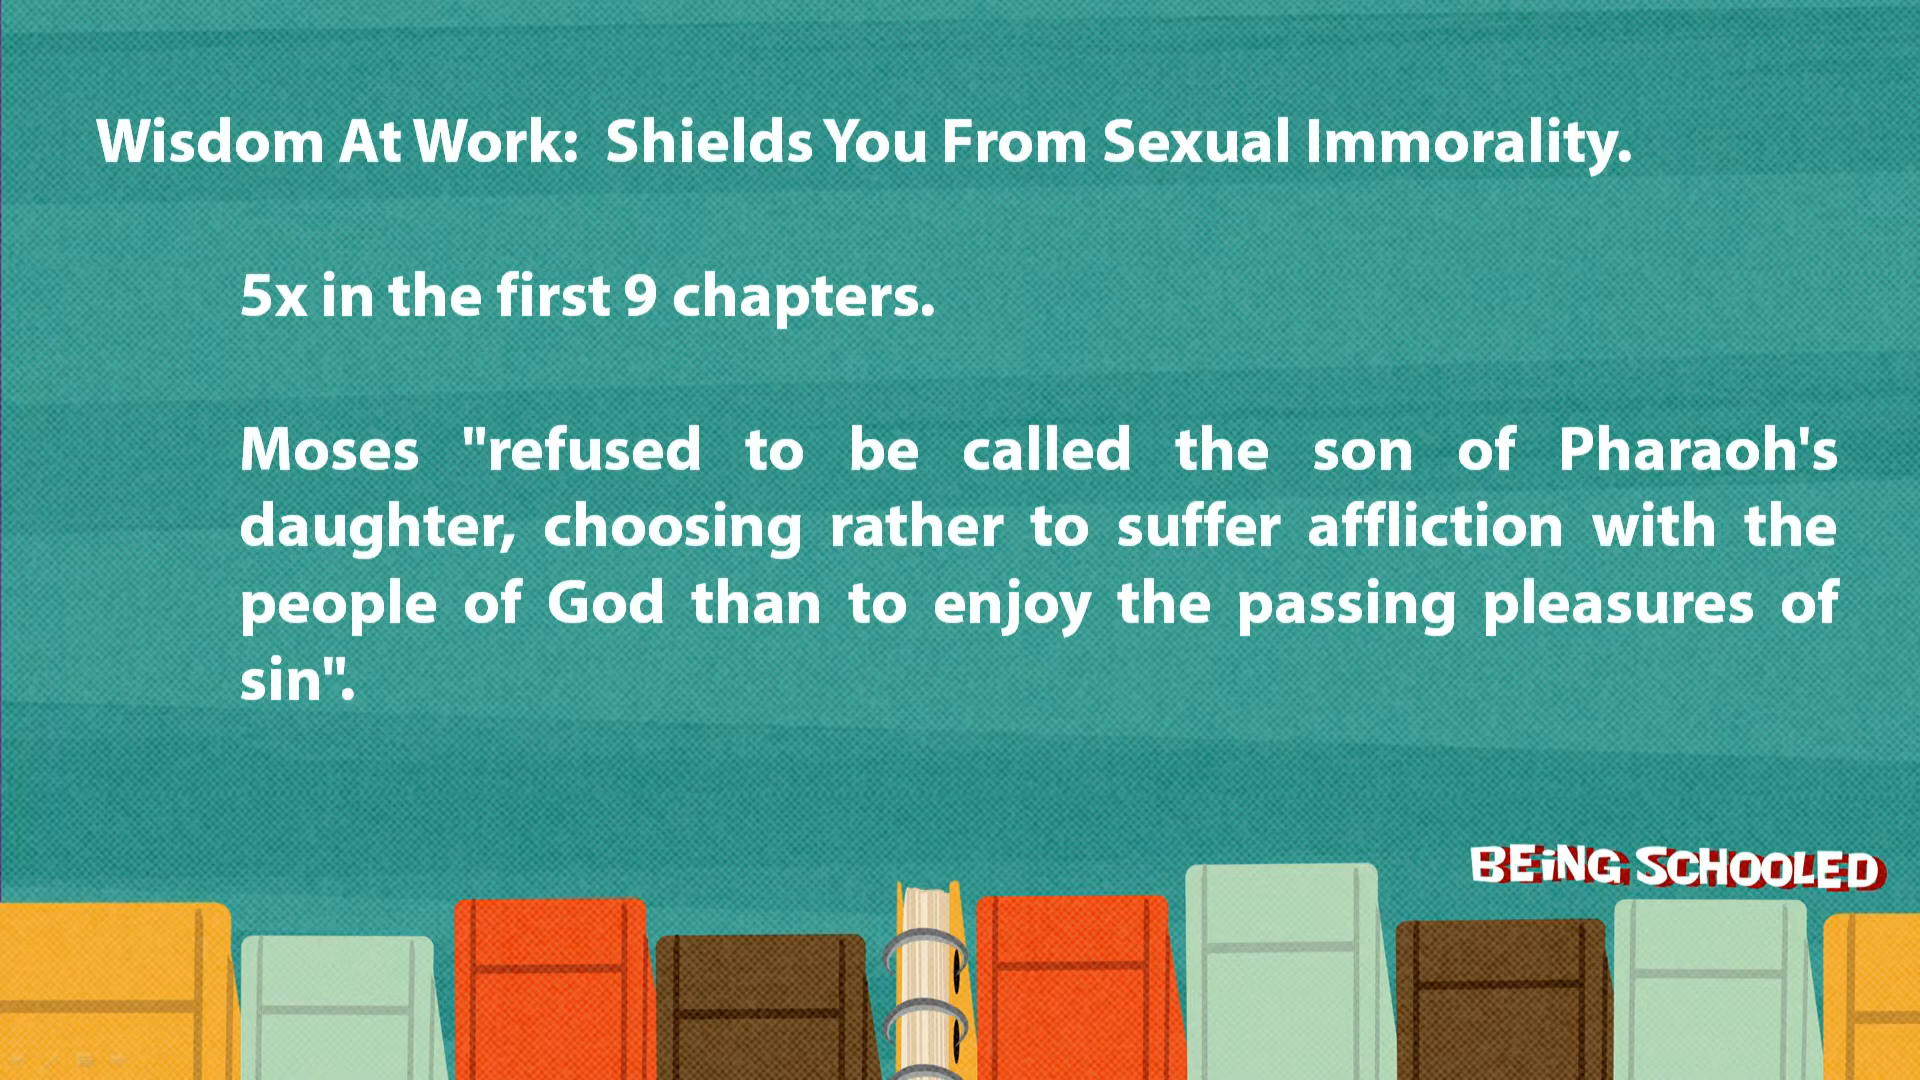 Wisdom At Work:  Shields You From Sexual Immorality.
5x in the first 9 chapters.
Moses "refused to be called the son of Pharaoh's
daughter, choosing rather to suffer affliction with the
people of God than to enjoy the passing pleasures of
sin".
BEiNG SCHOOLED